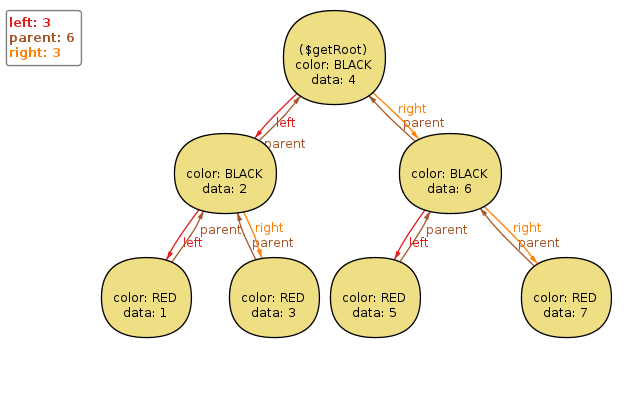 left: 3
parent: 6
right: 3
($getRoot)
color: BLACK
data: 4
left
parent
right
parent
color: BLACK
data: 2
color: BLACK
data: 6
left
parent
right
parent
left
parent
right
parent
color: RED
data: 1
color: RED
data: 3
color: RED
data: 5
color: RED
data: 7